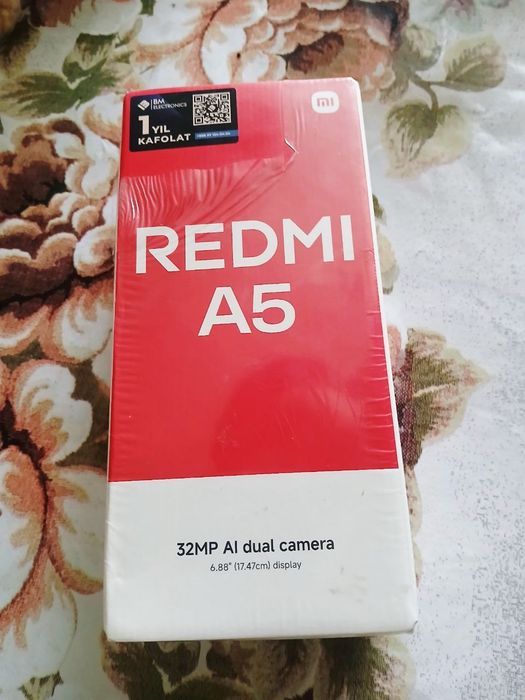 BM
ELECTRONICS
1 YIL
KAFOLAT
mi
REDMI
A5
32MP AI dual camera
6.88" (17.47cm) display